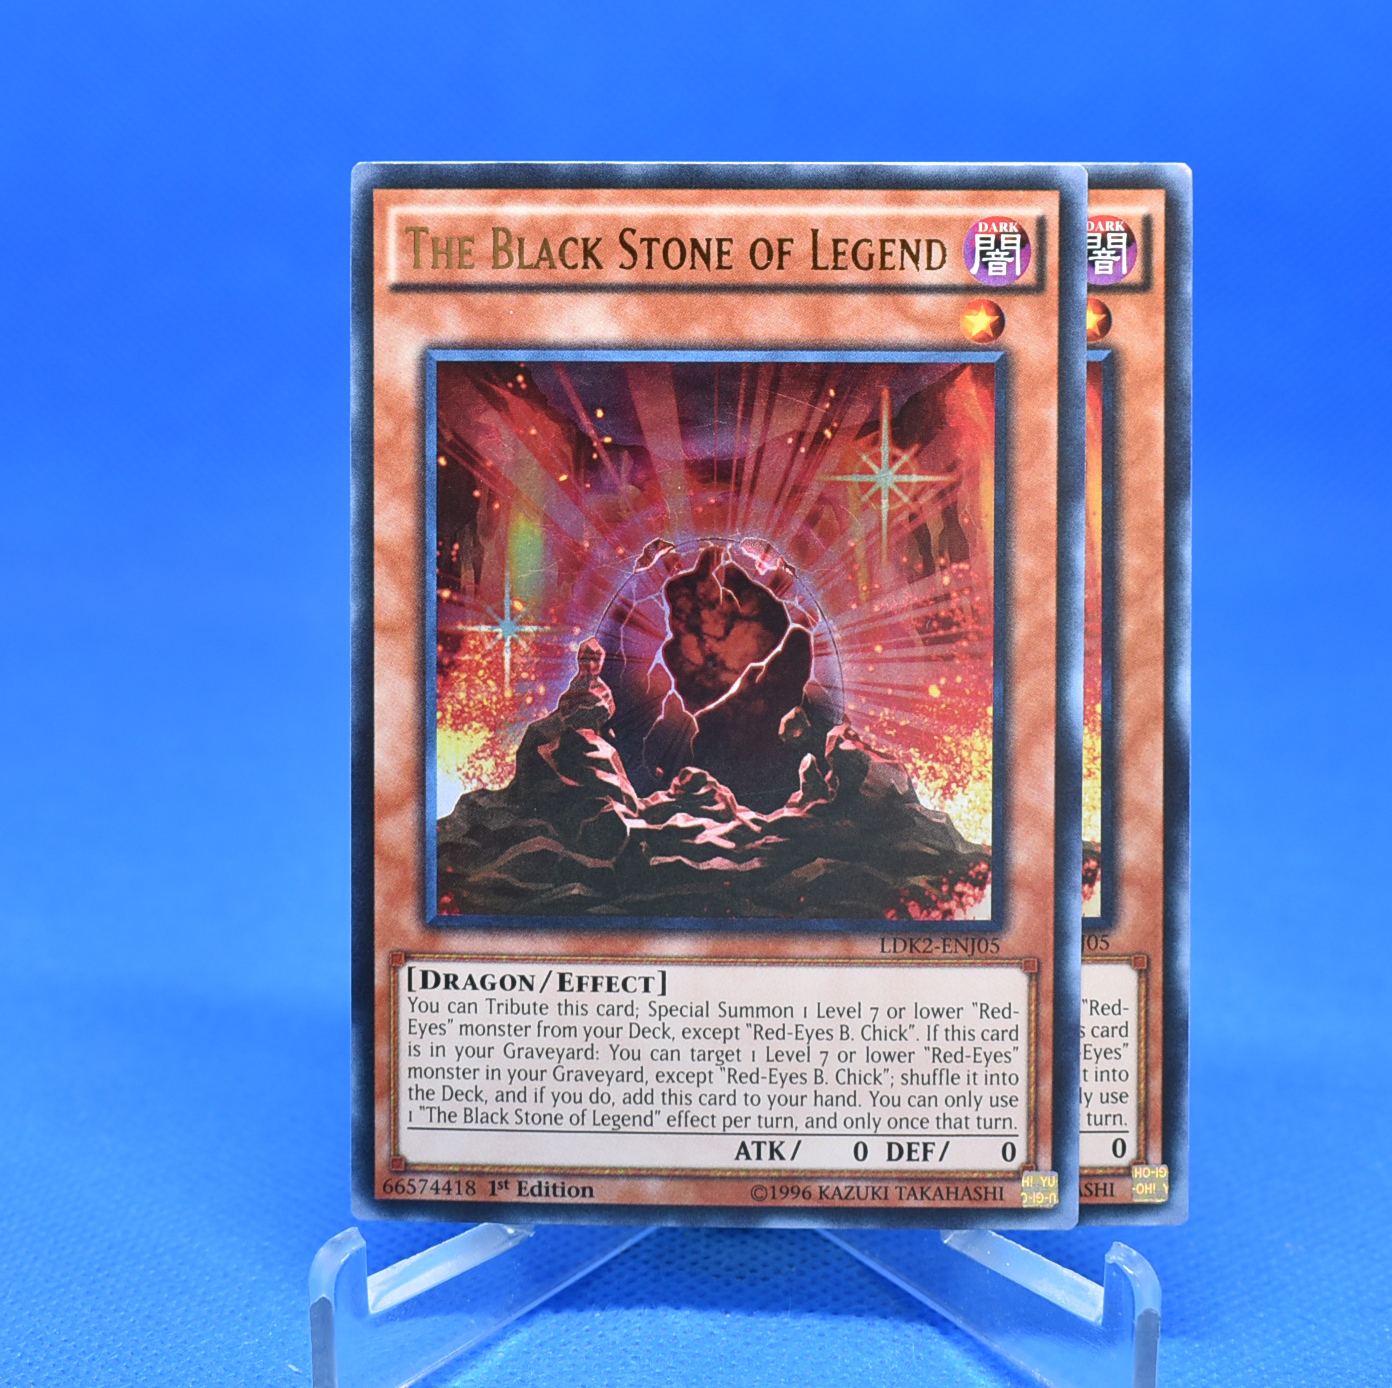 THE BLACK STONE OF LEGEND
DARK
闇
DARK
闇
LDK2-ENJ05
J05
[DRAGON/EFFECT]
You can Tribute this card; Special Summon 1 Level 7 or lower "Red-
Eyes" monster from your Deck, except "Red-Eyes B. Chick". If this card
is in your Graveyard: You can target 1 Level 7 or lower "Red-Eyes"
monster in your Graveyard, except "Red-Eyes B. Chick"; shuffle it into
the Deck, and if you do, add this card to your hand. You can only use
1 "The Black Stone of Legend" effect per turn, and only once that turn.
"Red-
s card
-Eyes"
t into
ly use
turn.
ATK/ 0 DEF/ 0
0
66574418 1st Edition
©1996 KAZUKI TAKAHASHI
ASHI